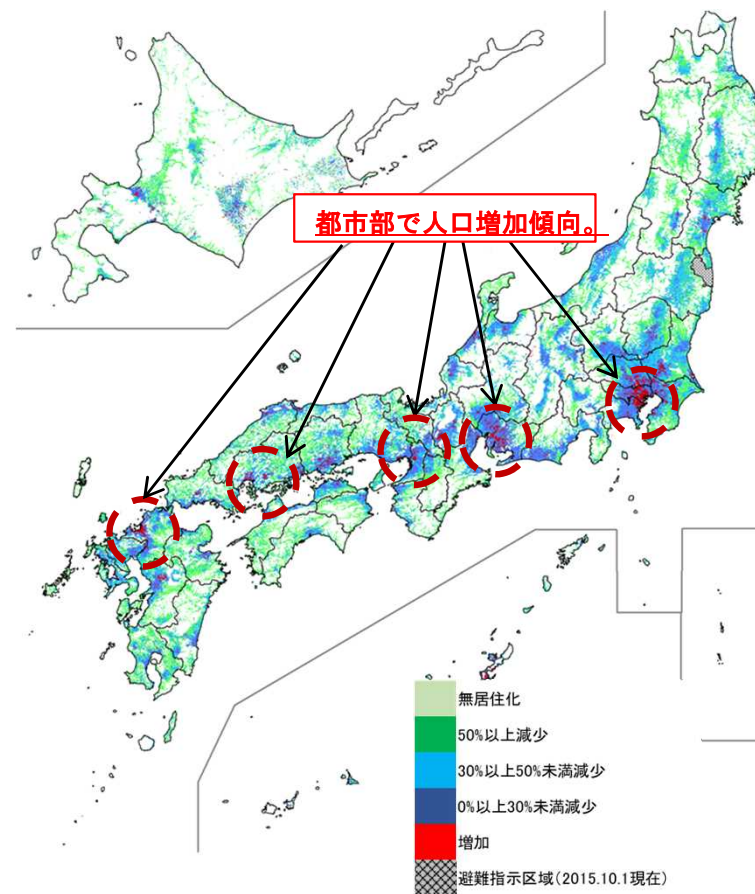 都市部で人口増加傾向。
無居住化
50%以上減少
30%以上50%未満減少
0%以上30%未満減少
増加
避難指示区域(2015.10.1現在)